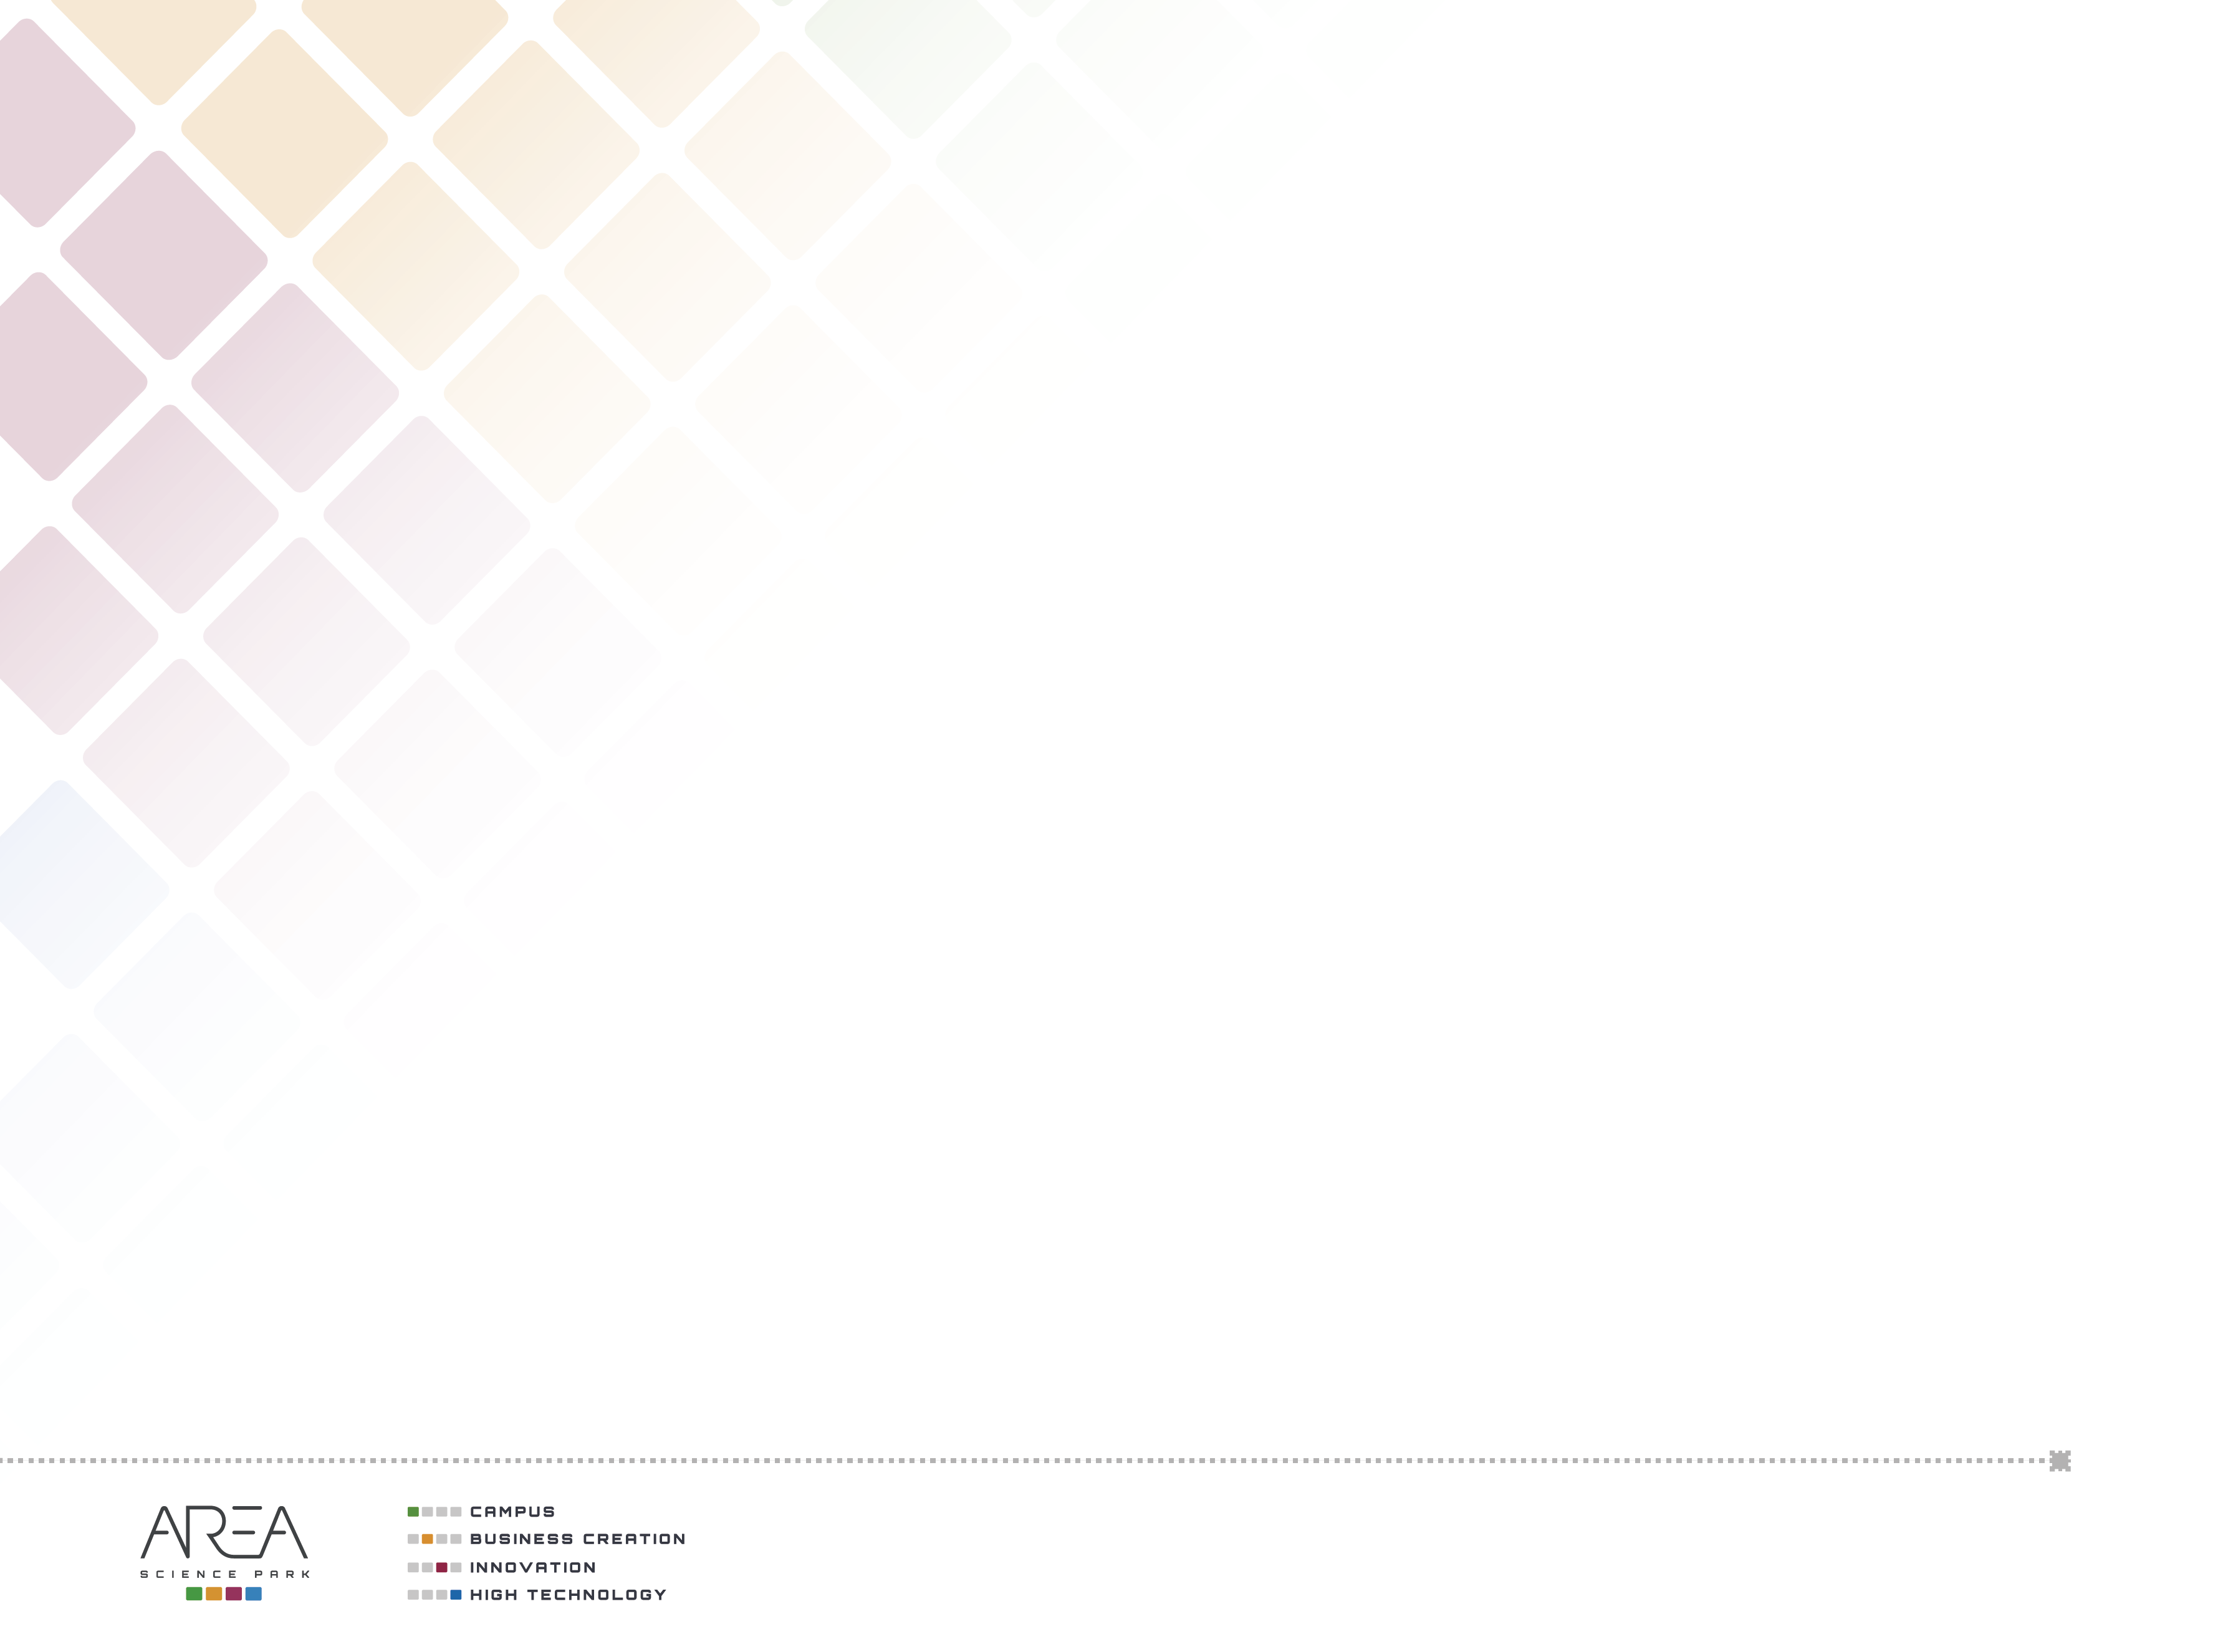 AREA
SCIENCE PARK
CAMPUS
BUSINESS CREATION
INNOVATION
HIGH TECHNOLOGY